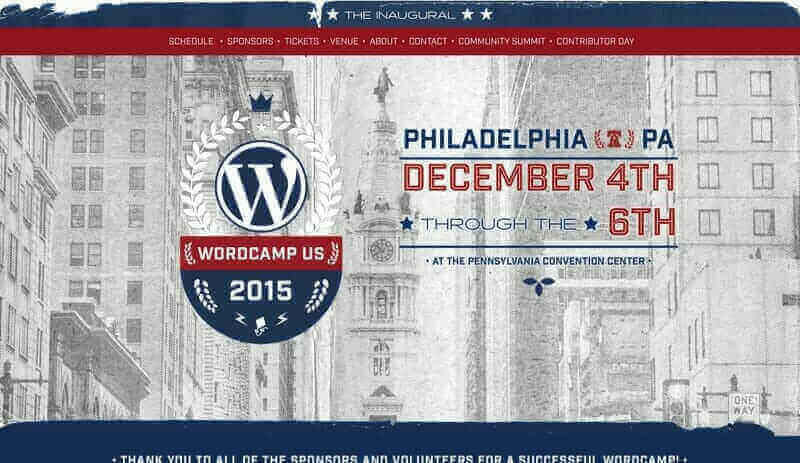 THE INAUGURAL
SCHEDULE • SPONSORS • TICKETS • VENUE • ABOUT • CONTACT • COMMUNITY SUMMIT • CONTRIBUTOR DAY
PHILADELPHIA PA
DECEMBER 4TH
THROUGH THE 6TH
• AT THE PENNSYLVANIA CONVENTION CENTER •
W
WORDCAMP US
2015
ONE
WAY
• THANK YOU TO ALL OF THE SPONSORS AND VOLUNTEERS FOR A SUCCESSFUL WORDCAMP! •